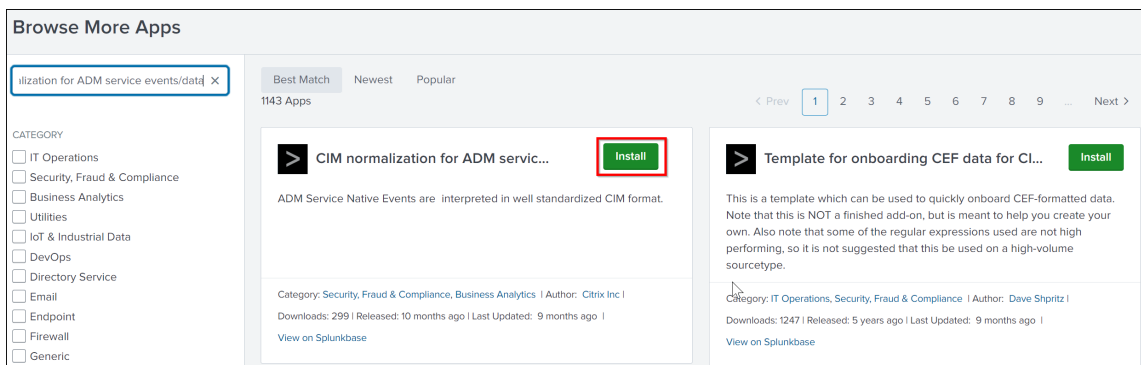 Browse More Apps
lization for ADM service events/data
CATEGORY
IT Operations
Security, Fraud & Compliance
Business Analytics
Utilities
IoT & Industrial Data
DevOps
Directory Service
Email
Endpoint
Firewall
Generic
Best Match Newest Popular
1143 Apps
< Prev 1 2 3 4 5 6 7 8 9 ... Next >
CIM normalization for ADM servic...
Install
ADM Service Native Events are interpreted in well standardized CIM format.
Category: Security, Fraud & Compliance, Business Analytics | Author: Citrix Inc |
Downloads: 299 | Released: 10 months ago | Last Updated: 9 months ago |
View on Splunkbase
Template for onboarding CEF data for CI...
Install
This is a template which can be used to quickly onboard CEF-formatted data.
Note that this is NOT a finished add-on, but is meant to help you create your
own. Also note that some of the regular expressions used are not high
performing, so it is not suggested that this be used on a high-volume
sourcetype.
Category: IT Operations, Security, Fraud & Compliance | Author: Dave Shpritz |
Downloads: 1247 | Released: 5 years ago | Last Updated: 9 months ago |
View on Splunkbase